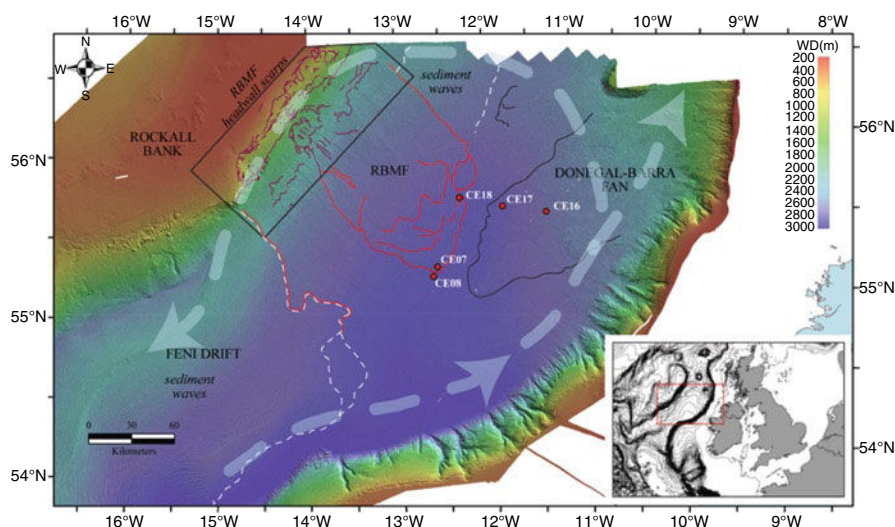 16°W 15°W 14°W 13°W 12°W 11°W 10°W 9°W 8°W 7°W
N
W E
S
WD(m)
200
400
600
800
1000
1200
1400
1600
1800
2000
2200
2400
2600
2800
3000
RBMF
headwall scarps
sediment
waves
ROCKALL
BANK
56°N
56°N
RBMF
DONEGAL-BARRA
FAN
CE18
CE17
CE16
CE07
CE08
55°N
55°N
FENI DRIFT
sediment
waves
0 30 60
Kilometers
54°N
54°N
16°W 15°W 14°W 13°W 12°W 11°W 10°W 9°W